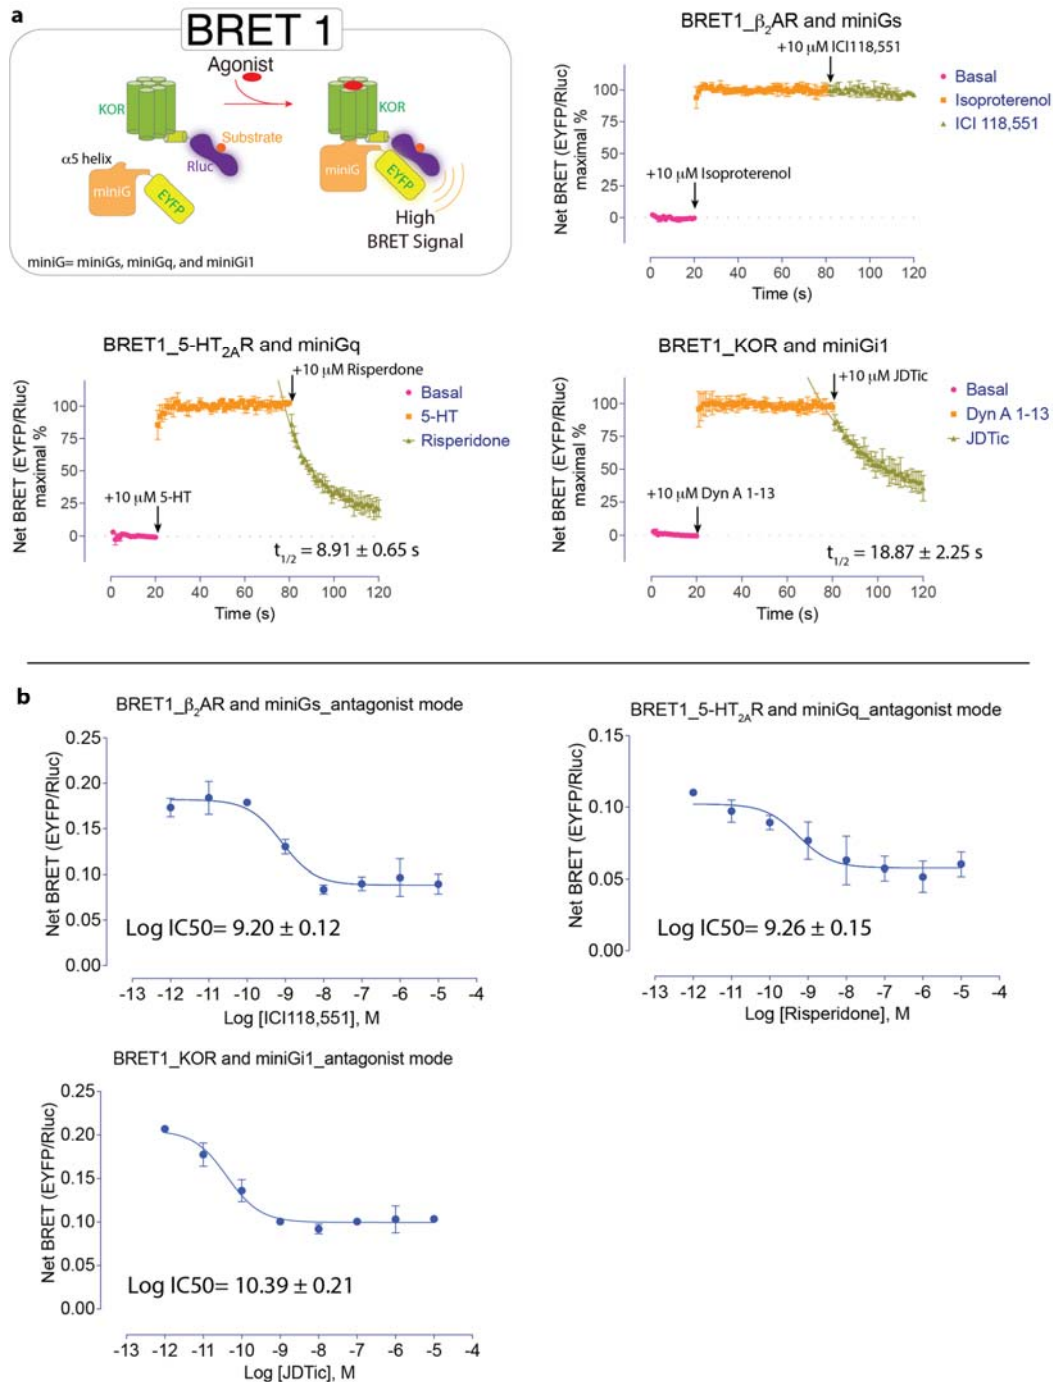 a
BRET 1
Agonist
KOR
KOR
Substrate
Rluc
α5 helix
miniG
EYFP
miniG
EYFP
High
BRET Signal
miniG= miniGs, miniGq, and miniGi1
BRET1_β₂AR and miniGs
+10 μM ICI118,551
Net BRET (EYFP/Rluc)
maximal %
100
75
50
25
0
+10 μM Isoproterenol
Basal
Isoproterenol
ICI 118,551
0 20 40 60 80 100 120
Time (s)
BRET1_5-HT₂ₐR and miniGq
+10 μM Risperdone
Net BRET (EYFP/Rluc)
maximal %
100
75
50
25
0
+10 μM 5-HT
Basal
5-HT
Risperidone
t₁/₂ = 8.91 ± 0.65 s
0 20 40 60 80 100 120
Time (s)
BRET1_KOR and miniGi1
+10 μM JDTic
Net BRET (EYFP/Rluc)
maximal %
100
75
50
25
0
+10 μM Dyn A 1-13
Basal
Dyn A 1-13
JDTic
t₁/₂ = 18.87 ± 2.25 s
0 20 40 60 80 100 120
Time (s)
b
BRET1_β₂AR and miniGs_antagonist mode
Net BRET (EYFP/Rluc)
0.25
0.20
0.15
0.10
0.05
0.00
Log IC50= 9.20 ± 0.12
-13 -12 -11 -10 -9 -8 -7 -6 -5 -4
Log [ICI118,551], M
BRET1_5-HT₂ₐR and miniGq_antagonist mode
Net BRET (EYFP/Rluc)
0.15
0.10
0.05
0.00
Log IC50= 9.26 ± 0.15
-13 -12 -11 -10 -9 -8 -7 -6 -5 -4
Log [Risperidone], M
BRET1_KOR and miniGi1_antagonist mode
Net BRET (EYFP/Rluc)
0.25
0.20
0.15
0.10
0.05
0.00
Log IC50= 10.39 ± 0.21
-13 -12 -11 -10 -9 -8 -7 -6 -5 -4
Log [JDTic], M